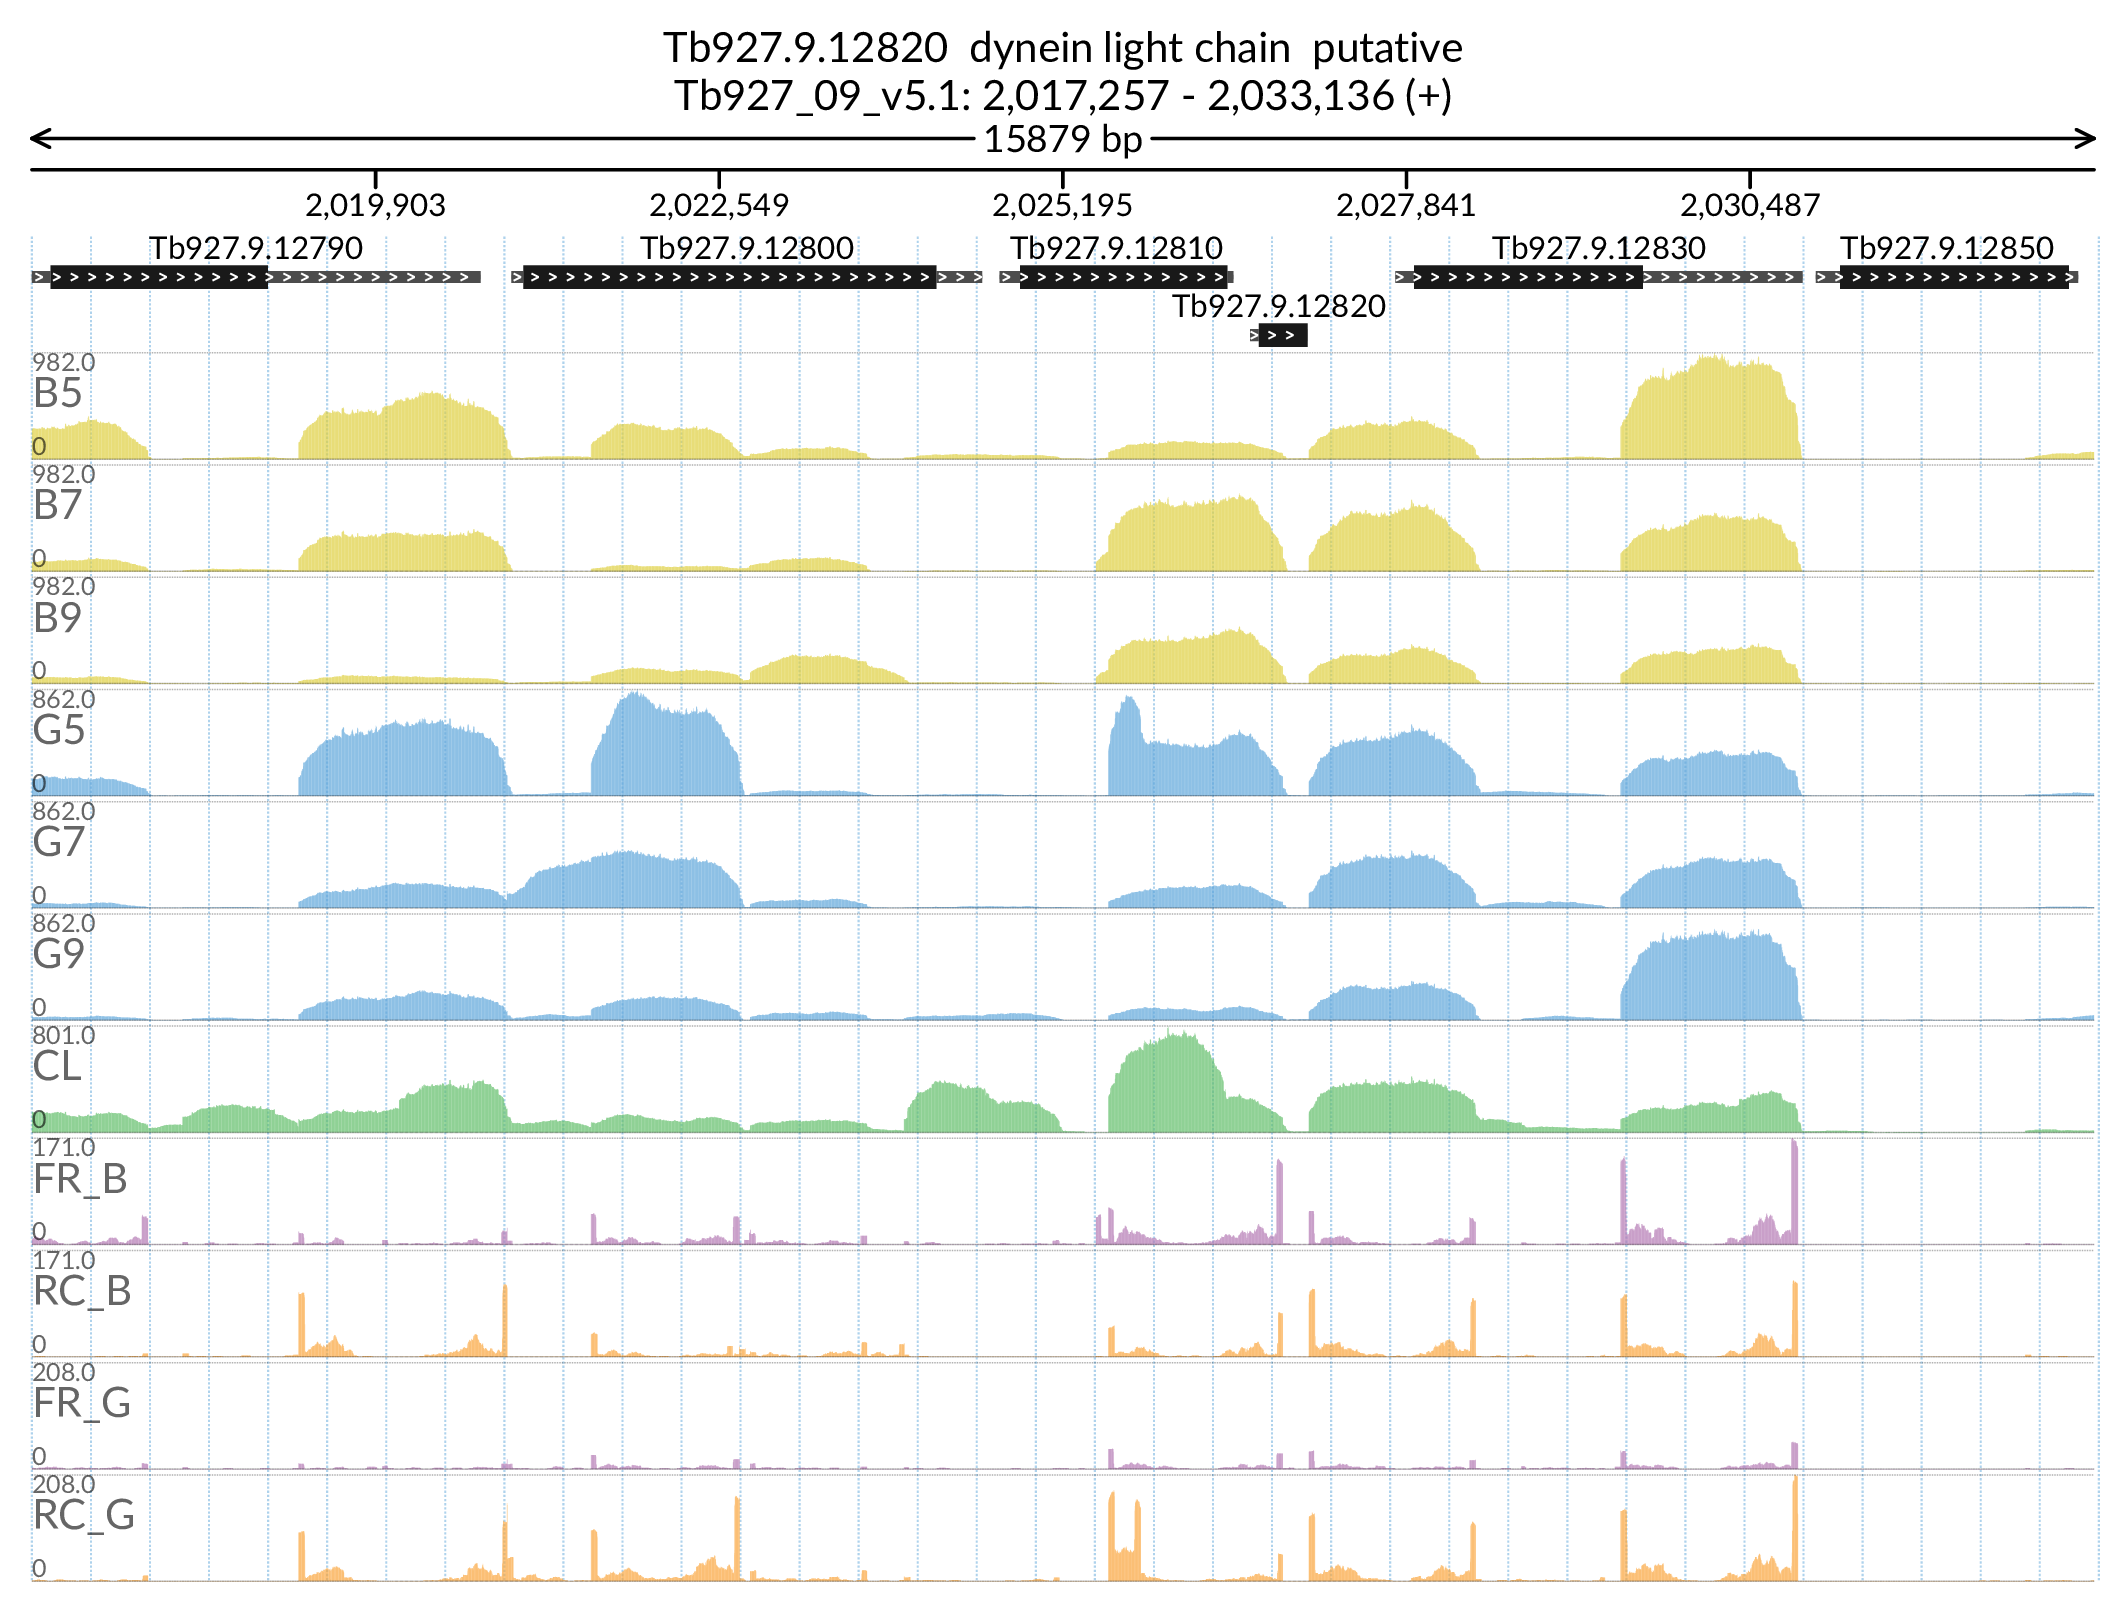 Tb927.9.12820  dynein light chain  putative
Tb927_09_v5.1: 2,017,257 - 2,033,136 (+)
15879 bp
2,019,903 2,022,549 2,025,195 2,027,841 2,030,487
Tb927.9.12790 Tb927.9.12800 Tb927.9.12810 Tb927.9.12830 Tb927.9.12850
Tb927.9.12820
982.0
B5
0
982.0
B7
0
982.0
B9
0
862.0
G5
0
862.0
G7
0
862.0
G9
0
801.0
CL
0
171.0
FR_B
0
171.0
RC_B
0
208.0
FR_G
0
208.0
RC_G
0